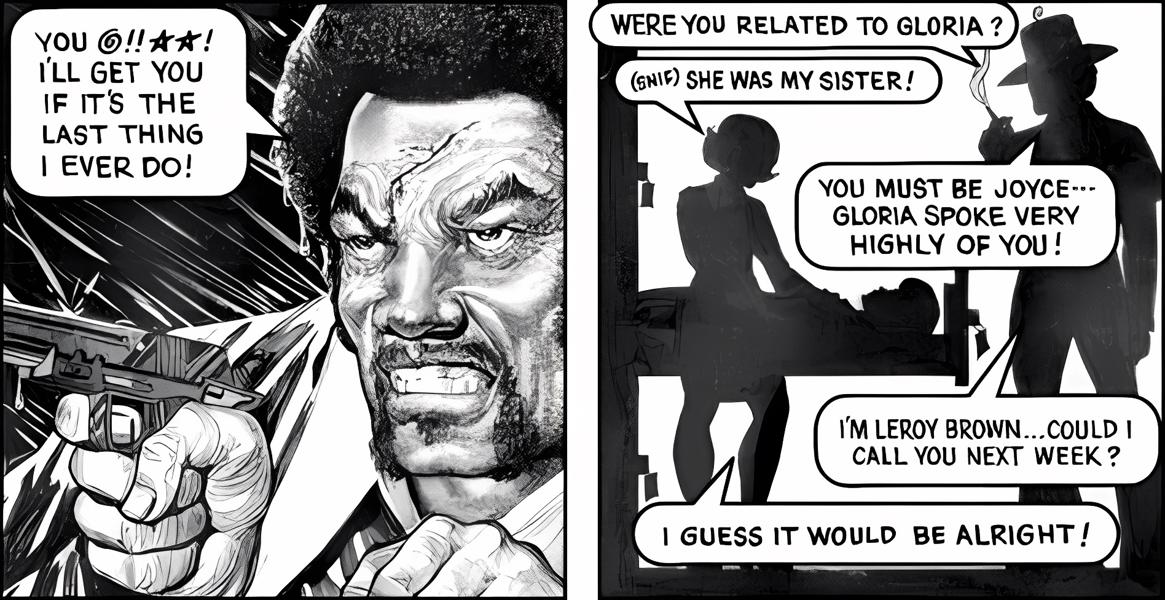 YOU @!!★★!
I'LL GET YOU
IF IT'S THE
LAST THING
I EVER DO!
WERE YOU RELATED TO GLORIA?
(SNIF) SHE WAS MY SISTER!
YOU MUST BE JOYCE---
GLORIA SPOKE VERY
HIGHLY OF YOU!
I'M LEROY BROWN...COULD I
CALL YOU NEXT WEEK?
I GUESS IT WOULD BE ALRIGHT!